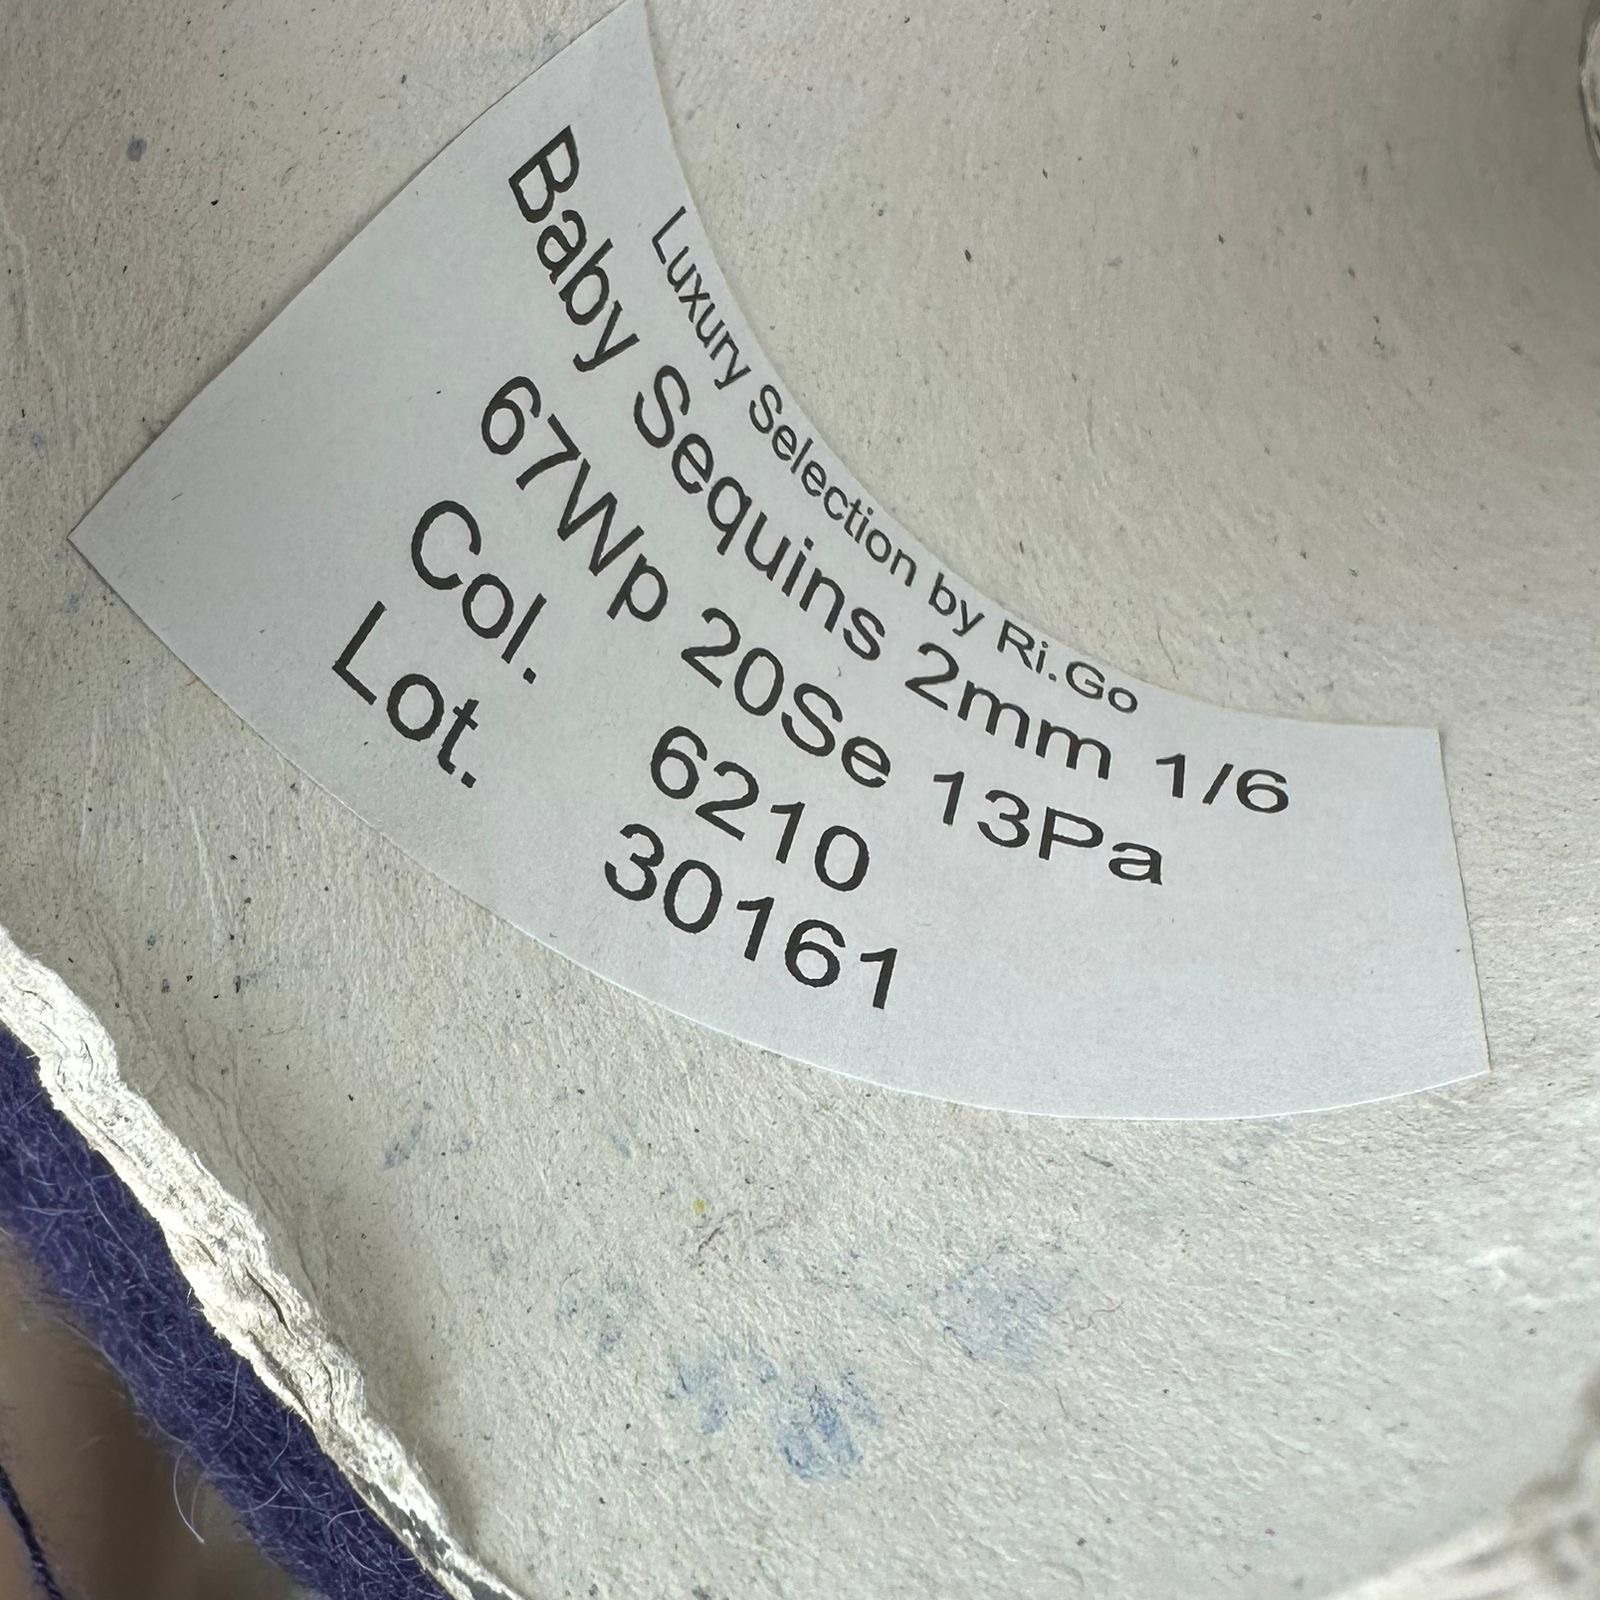 Luxury Selection by Ri.Go
Baby Sequins 2mm 1/6
67Wp 20Se 13Pa
Col. 6210
Lot. 30161